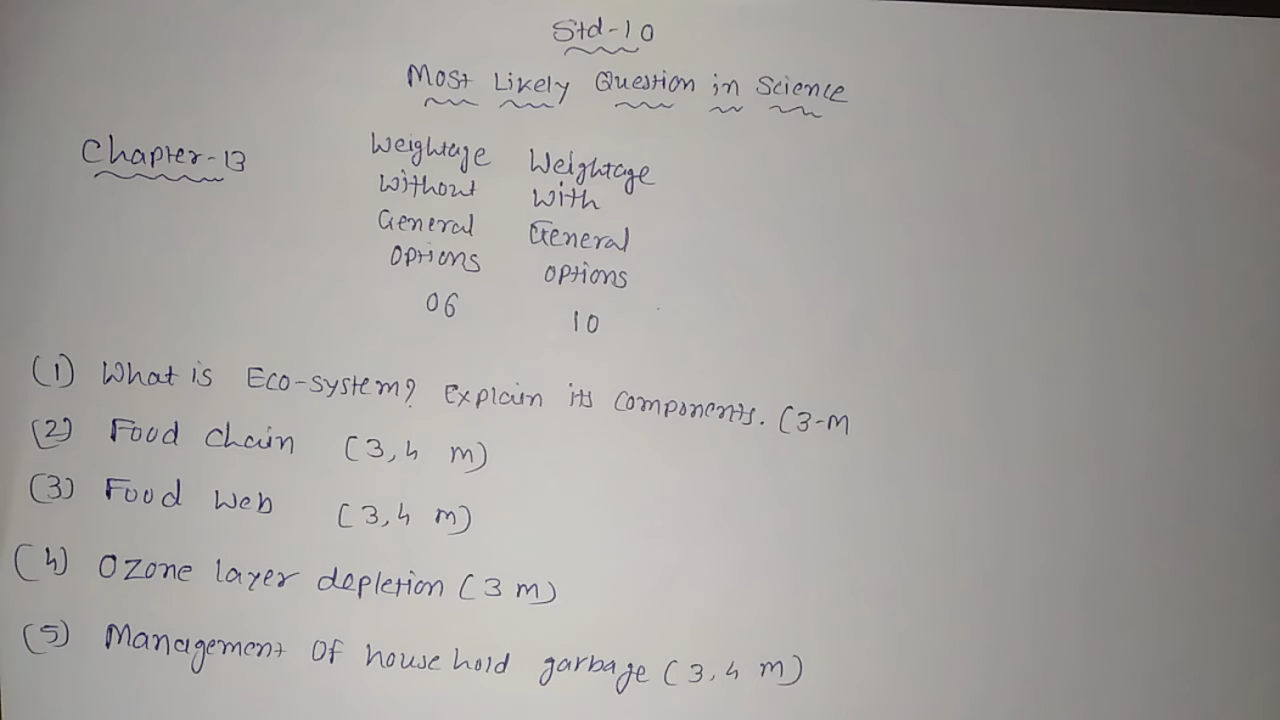 Std-10
Most Likely Question in Science
Chapter-13
Weightage
without
General
options
06
Weightage
with
General
options
10
(1) What is Eco-system? Explain its components. (3-M
(2) Food chain (3,4 m)
(3) Food web (3,4 m)
(4) Ozone layer depletion (3 m)
(5) Management of house hold garbage (3,4 m)